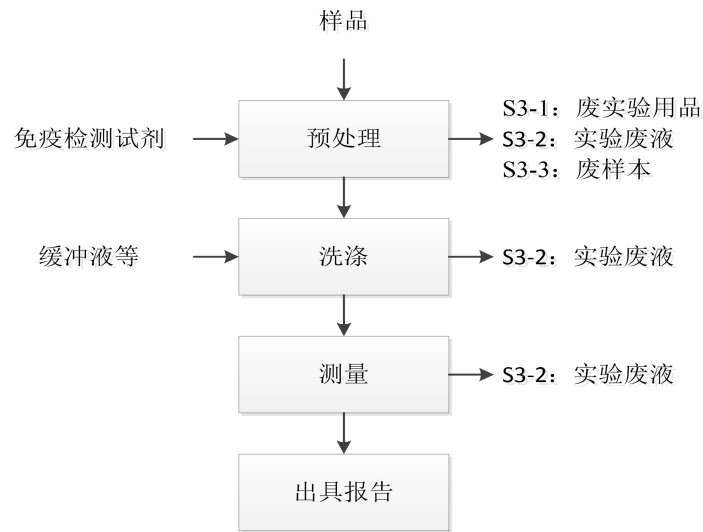 样品
免疫检测试剂
预处理
S3-1：废实验用品
S3-2：实验废液
S3-3：废样本
缓冲液等
洗涤
S3-2：实验废液
测量
S3-2：实验废液
出具报告